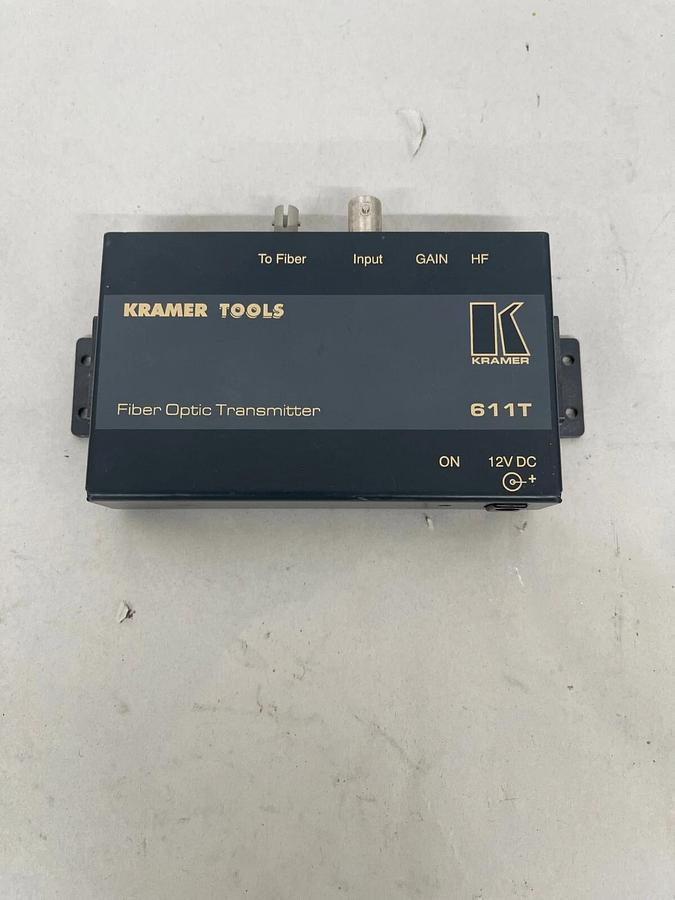 To Fiber Input GAIN HF
KRAMER TOOLS
K
KRAMER
Fiber Optic Transmitter 611T
ON 12V DC
+